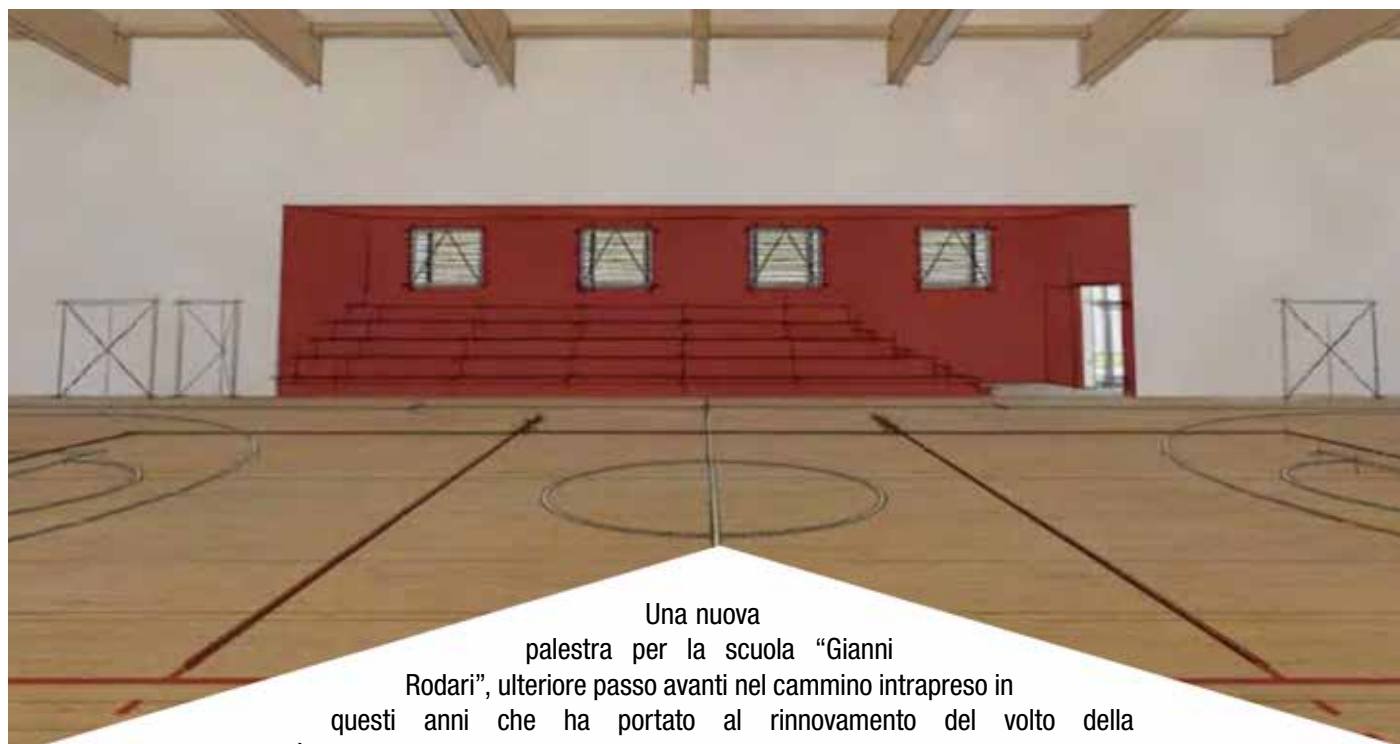 Una nuova
palestra per la scuola “Gianni
Rodari”, ulteriore passo avanti nel cammino intrapreso in
questi anni che ha portato al rinnovamento del volto della